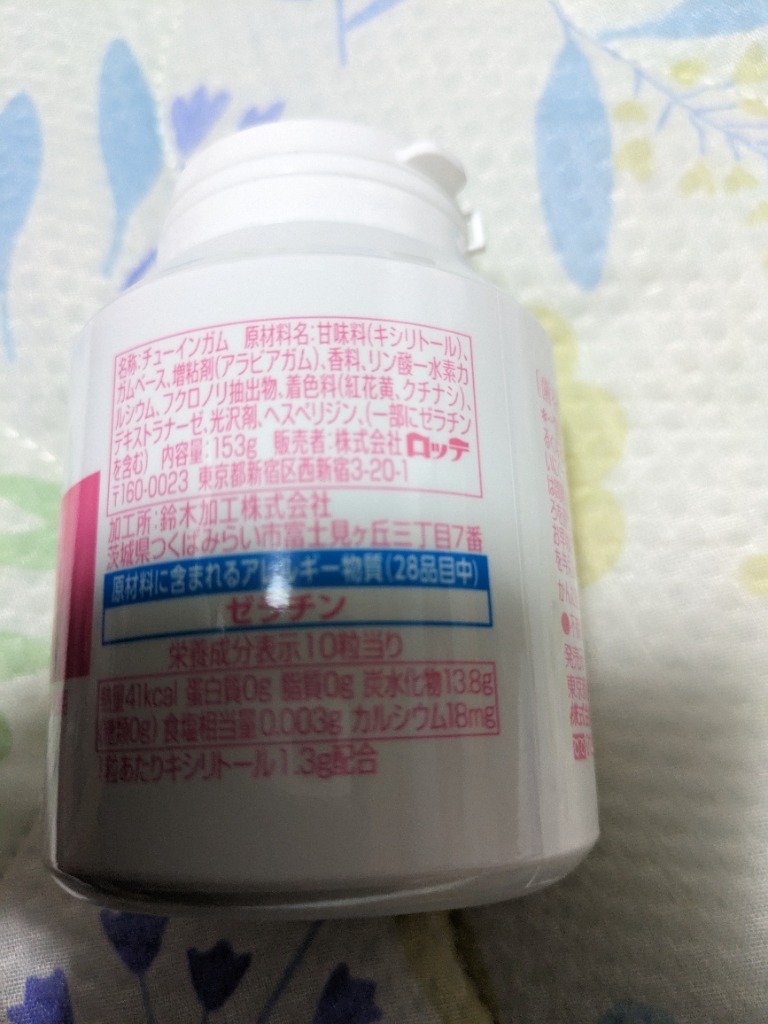 名称:チューインガム 原材料名:甘味料(キシリトール)、
ガムベース、増粘剤(アラビアガム)、香料、リン酸一水素カ
ルシウム、フクロノリ抽出物、着色料(紅花黄、クチナシ)、
デキストラナーゼ、光沢剤、ヘスペリジン、(一部にゼラチン
を含む) 内容量:153g 販売者:株式会社ロッテ
〒160-0023 東京都新宿区西新宿3-20-1
加工所:鈴木加工株式会社
茨城県つくばみらい市富士見ヶ丘三丁目7番
原材料に含まれるアレルギー物質(28品目中)
ゼラチン
栄養成分表示10粒当り
熱量41kcal 蛋白質0g 脂質0g 炭水化物13.8g
(糖類0g) 食塩相当量0.003g カルシウム18mg
1粒あたりキシリトール1.3g配合
発売
東京
株式